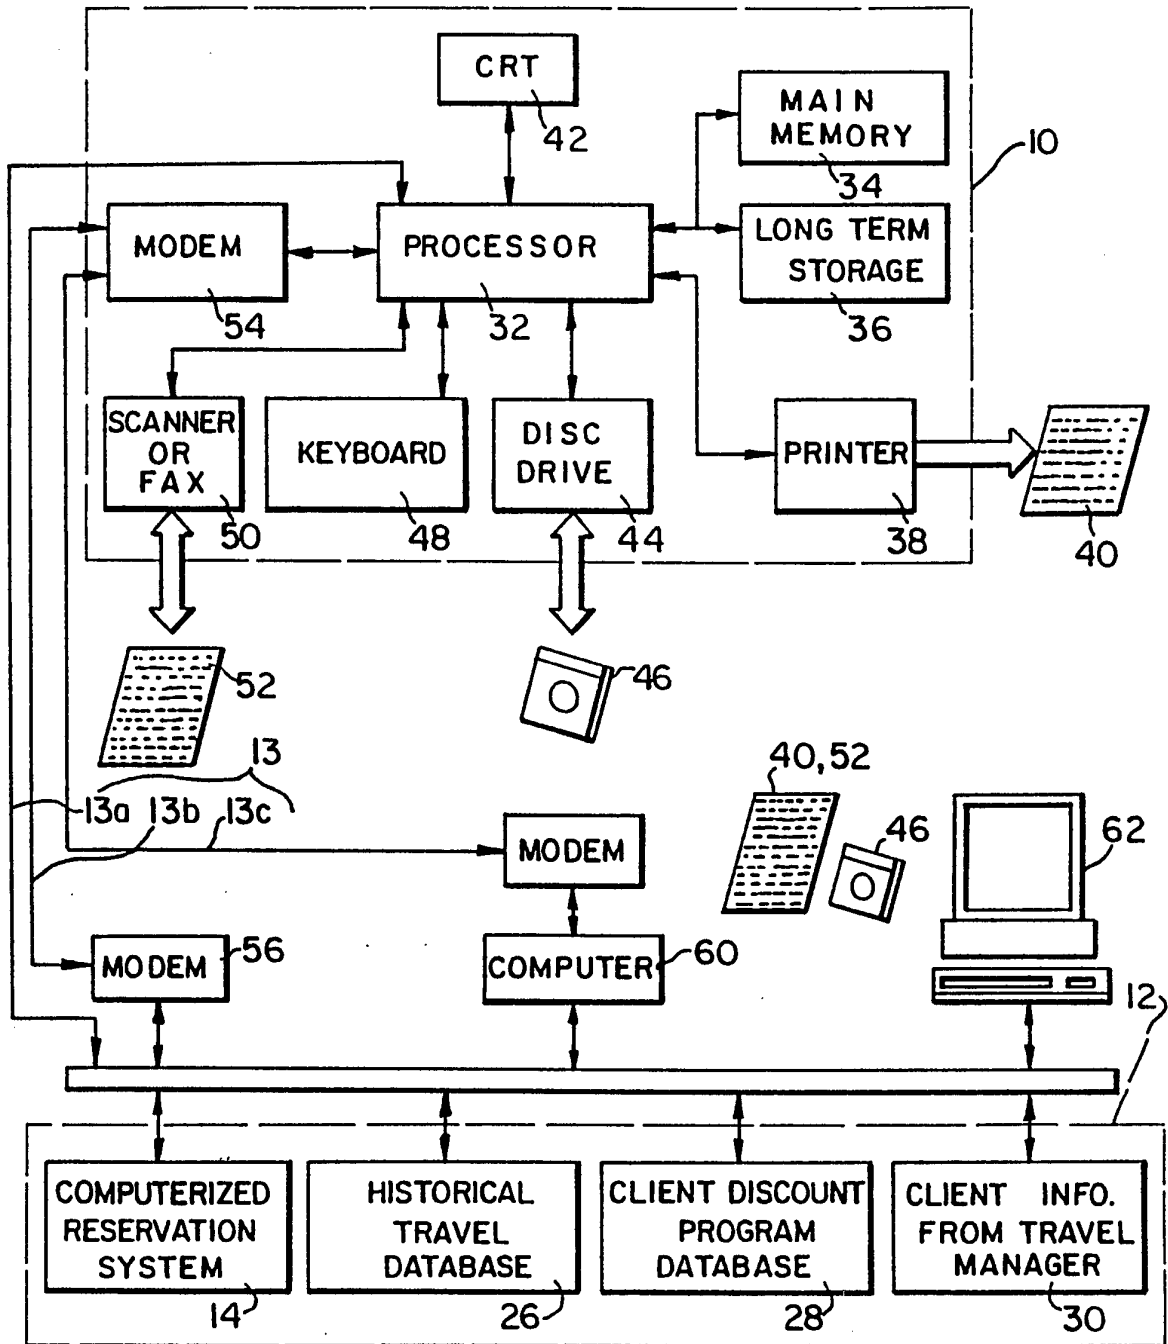 CRT
42
MAIN
MEMORY
34
10
MODEM
54
PROCESSOR
32
LONG TERM
STORAGE
36
SCANNER
OR
FAX
50
KEYBOARD
48
DISC
DRIVE
44
PRINTER
38
40
52
46
13
13a 13b 13c
40,52
46
62
MODEM
MODEM
56
COMPUTER
60
12
COMPUTERIZED
RESERVATION
SYSTEM
14
HISTORICAL
TRAVEL
DATABASE
26
CLIENT DISCOUNT
PROGRAM
DATABASE
28
CLIENT INFO.
FROM TRAVEL
MANAGER
30